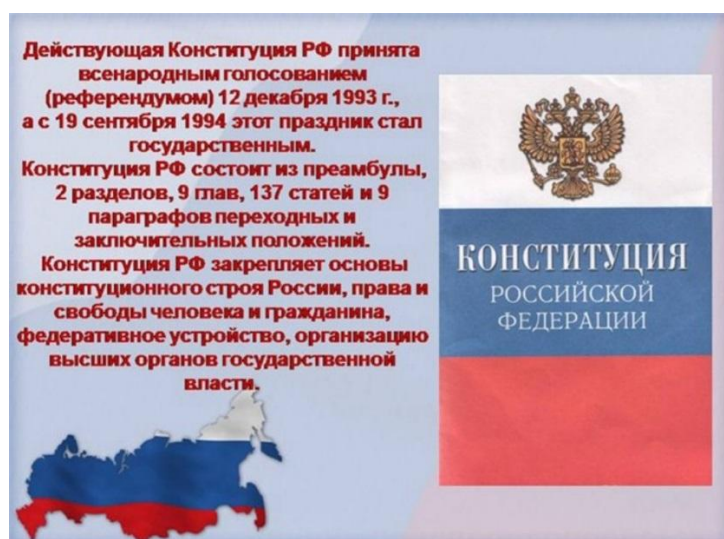 Действующая Конституция РФ принята
всенародным голосованием
(референдумом) 12 декабря 1993 г.,
а с 19 сентября 1994 этот праздник стал
государственным.
Конституция РФ состоит из преамбулы,
2 разделов, 9 глав, 137 статей и 9
параграфов переходных и
заключительных положений.
Конституция РФ закрепляет основы
конституционного строя России, права и
свободы человека и гражданина,
федеративное устройство, организацию
высших органов государственной
власти.
КОНСТИТУЦИЯ
РОССИЙСКОЙ
ФЕДЕРАЦИИ